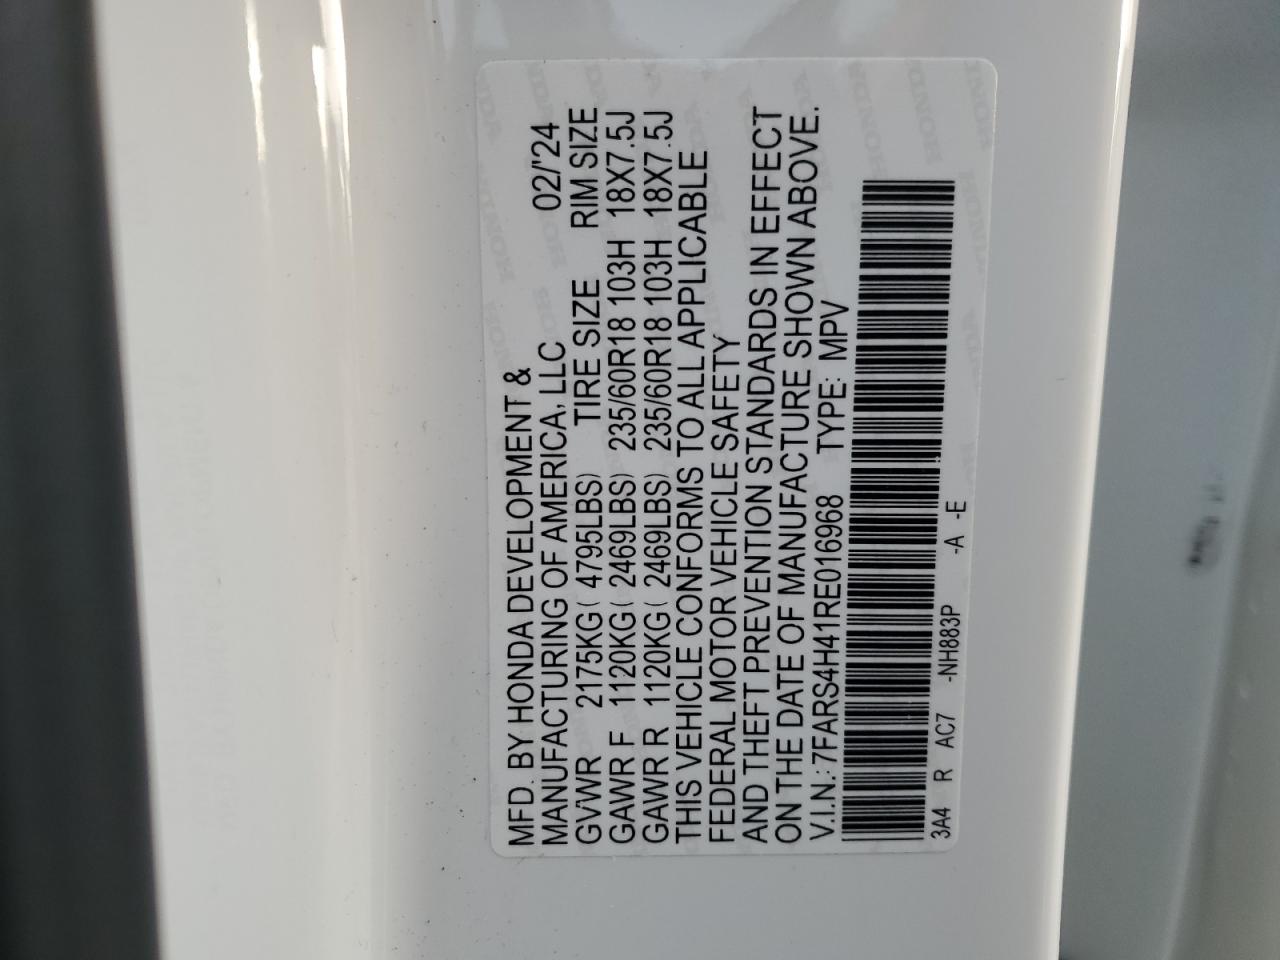 MFD. BY HONDA DEVELOPMENT &
MANUFACTURING OF AMERICA, LLC 02/'24
GVWR 2175KG( 4795LBS) TIRE SIZE RIM SIZE
GAWR F 1120KG( 2469LBS) 235/60R18 103H 18X7.5J
GAWR R 1120KG( 2469LBS) 235/60R18 103H 18X7.5J
THIS VEHICLE CONFORMS TO ALL APPLICABLE
FEDERAL MOTOR VEHICLE SAFETY
AND THEFT PREVENTION STANDARDS IN EFFECT
ON THE DATE OF MANUFACTURE SHOWN ABOVE.
V.I.N.: 7FARS4H41RE016968 TYPE: MPV
3A4 R AC7 -NH883P -A -E